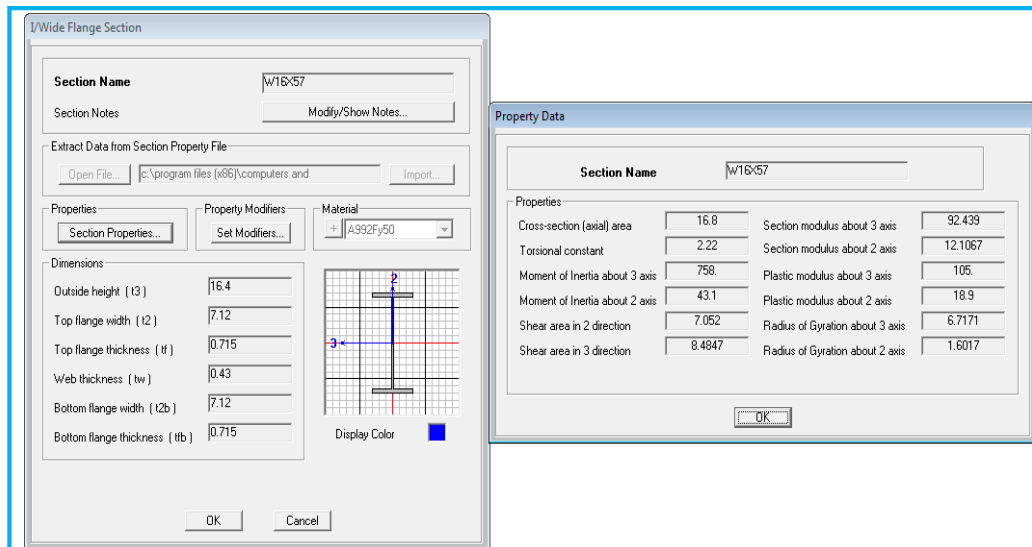 I/Wide Flange Section
Section Name W16X57
Section Notes Modify/Show Notes...
Extract Data from Section Property File
Open File... c:\program files (x86)\computers and Import...
Properties Property Modifiers Material
Section Properties... Set Modifiers... + A992Fy50
Dimensions
Outside height ( t3 ) 16.4
Top flange width ( t2 ) 7.12
Top flange thickness ( tf ) 0.715
Web thickness ( tw ) 0.43
Bottom flange width ( t2b ) 7.12
Bottom flange thickness ( tfb ) 0.715
2
3
Display Color
OK Cancel
Property Data
Section Name W16X57
Properties
Cross-section (axial) area 16.8 Section modulus about 3 axis 92.439
Torsional constant 2.22 Section modulus about 2 axis 12.1067
Moment of Inertia about 3 axis 758. Plastic modulus about 3 axis 105.
Moment of Inertia about 2 axis 43.1 Plastic modulus about 2 axis 18.9
Shear area in 2 direction 7.052 Radius of Gyration about 3 axis 6.7171
Shear area in 3 direction 8.4847 Radius of Gyration about 2 axis 1.6017
OK